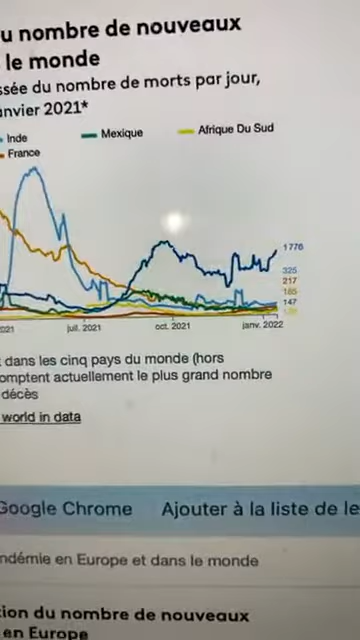 u nombre de nouveaux
le monde
ssée du nombre de morts par jour,
anvier 2021*
Inde
Mexique
Afrique Du Sud
France
1776
325
217
185
147
2021
juil. 2021
oct. 2021
janv. 2022
dans les cinq pays du monde (hors
omptent actuellement le plus grand nombre
décès
world in data
Google Chrome
Ajouter à la liste de le
ndémie en Europe et dans le monde
tion du nombre de nouveaux
en Europe